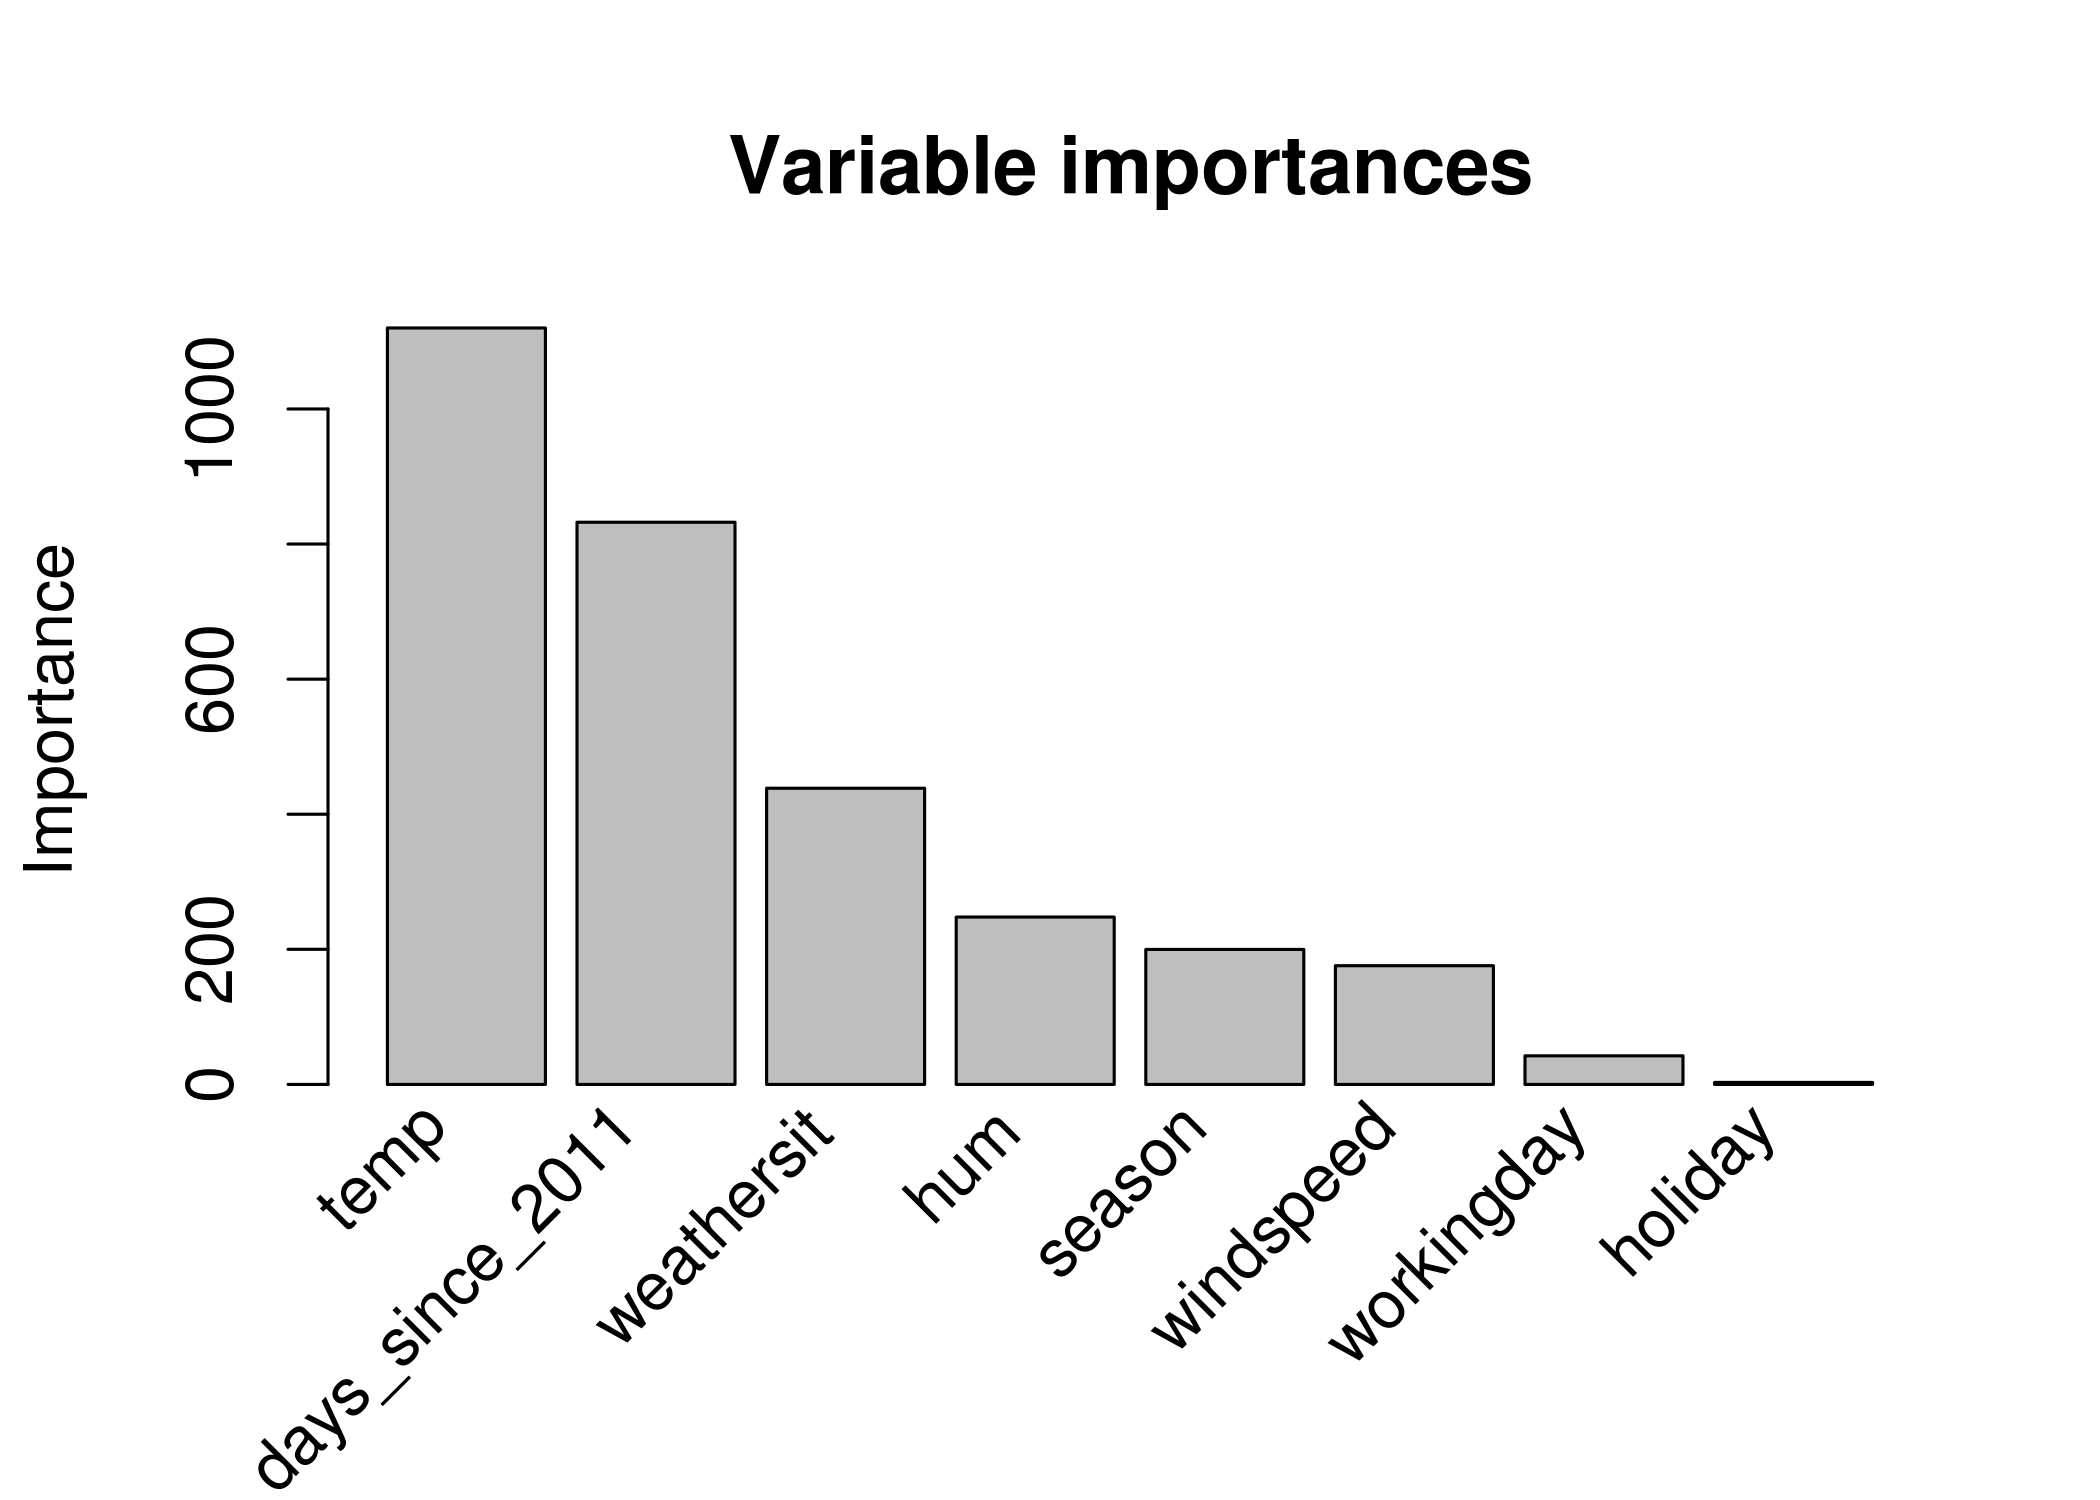 Variable importances
Importance
1000
600
200
0
temp
days_since_2011
weathersit
hum
season
windspeed
workingday
holiday